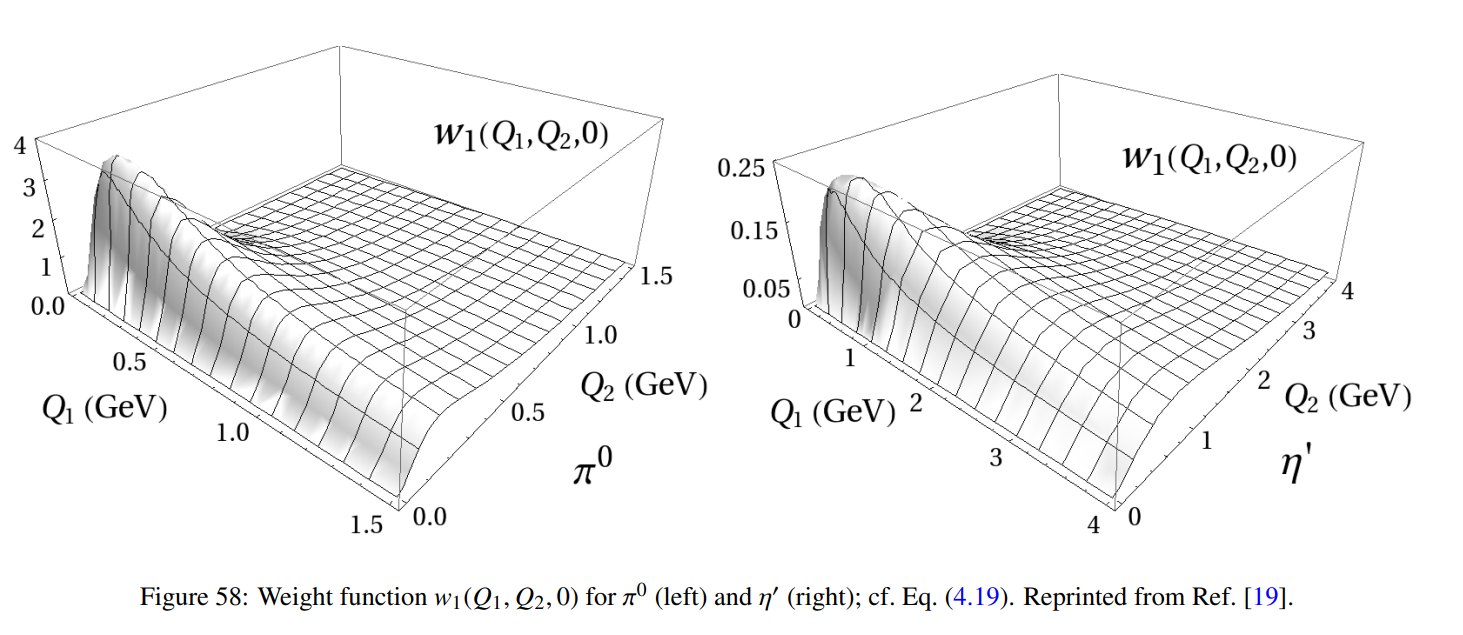 w₁(Q₁,Q₂,0)
4
3
2
1
0.0
0.5
1.0
1.5
Q₁ (GeV)
0.0
0.5
1.0
1.5
Q₂ (GeV)
π⁰
w₁(Q₁,Q₂,0)
0.25
0.15
0.05
0
1
2
3
4
Q₁ (GeV)
0
1
2
3
4
Q₂ (GeV)
η'
Figure 58: Weight function w₁(Q₁, Q₂, 0) for π⁰ (left) and η′ (right); cf. Eq. (4.19). Reprinted from Ref. [19].